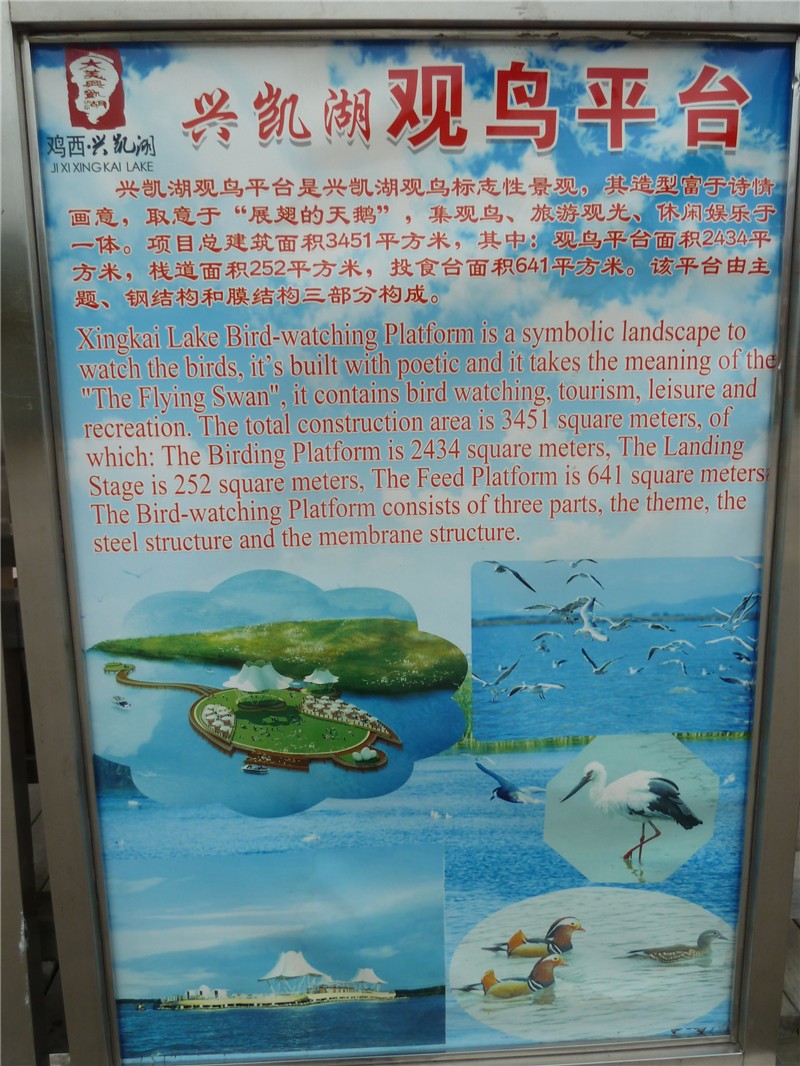 大美兴凯湖
鸡西·兴凯湖
JI XI XING KAI LAKE
兴凯湖观鸟平台
兴凯湖观鸟平台是兴凯湖观鸟标志性景观，其造型富于诗情
画意，取意于“展翅的天鹅”，集观鸟、旅游观光、休闲娱乐于
一体。项目总建筑面积3451平方米，其中：观鸟平台面积2434平
方米，栈道面积252平方米，投食台面积641平方米。该平台由主
题、钢结构和膜结构三部分构成。
Xingkai Lake Bird-watching Platform is a symbolic landscape to
watch the birds, it's built with poetic and it takes the meaning of the
"The Flying Swan", it contains bird watching, tourism, leisure and
recreation. The total construction area is 3451 square meters, of
which: The Birding Platform is 2434 square meters, The Landing
Stage is 252 square meters, The Feed Platform is 641 square meters.
The Bird-watching Platform consists of three parts, the theme, the
steel structure and the membrane structure.